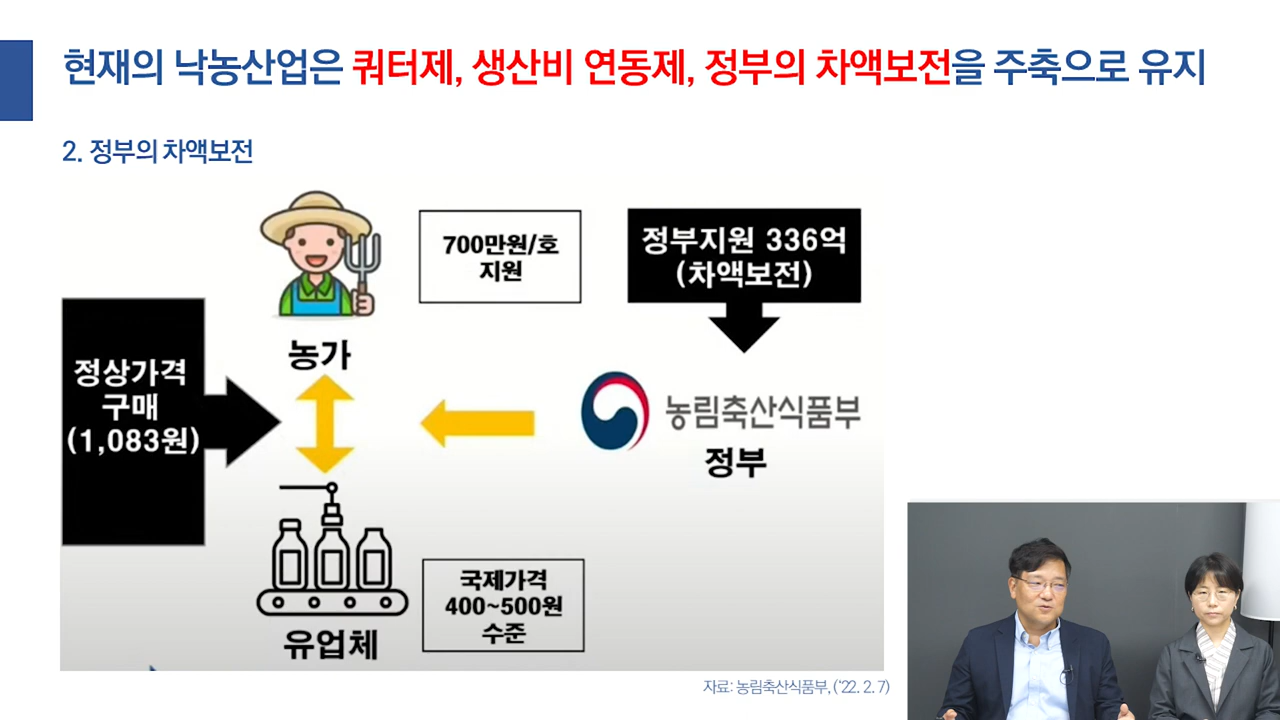 현재의 낙농산업은 쿼터제, 생산비 연동제, 정부의 차액보전을 주축으로 유지
2. 정부의 차액보전
700만원/호
지원
정부지원 336억
(차액보전)
농가
정상가격
구매
(1,083원)
농림축산식품부
정부
국제가격
400~500원
수준
유업체
자료: 농림축산식품부, (‘22. 2. 7)